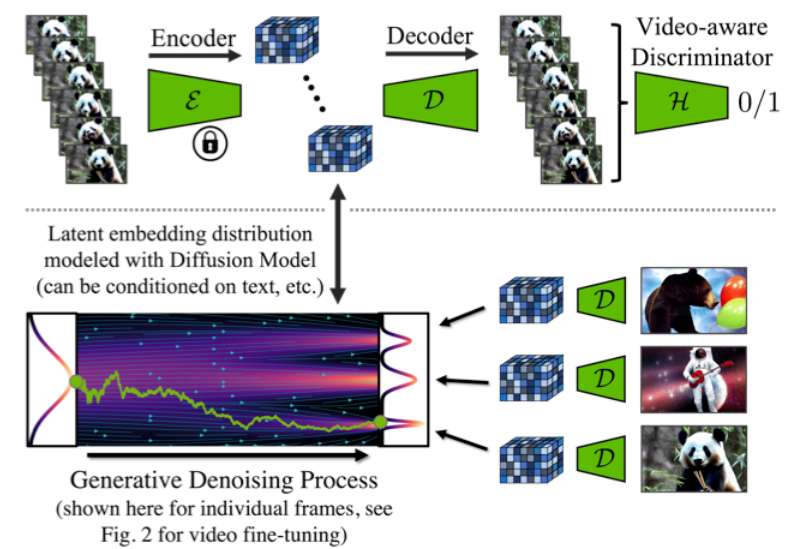 Encoder
Decoder
Video-aware
Discriminator
ℰ
𝒟
ℋ
0/1
Latent embedding distribution
modeled with Diffusion Model
(can be conditioned on text, etc.)
𝒟
𝒟
𝒟
Generative Denoising Process
(shown here for individual frames, see
Fig. 2 for video fine-tuning)